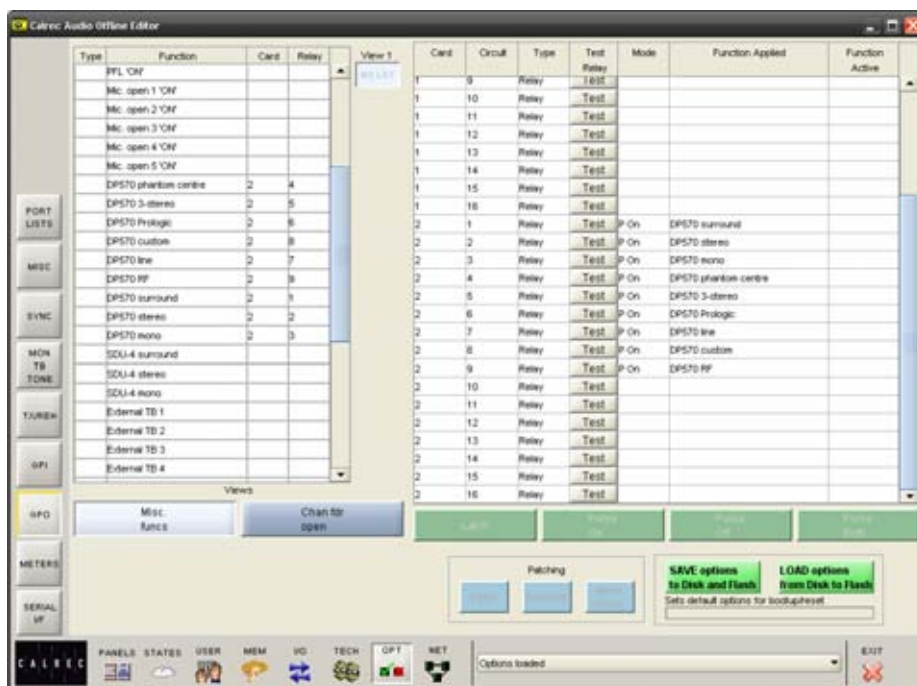 Calrec Audio Offline Editor
Type Function Card Relay
PFL 'ON'
Mic. open 1 'ON'
Mic. open 2 'ON'
Mic. open 3 'ON'
Mic. open 4 'ON'
Mic. open 5 'ON'
DP570 phantom centre 2 4
DP570 3-stereo 2 5
DP570 Prologic 2 6
DP570 custom 2 8
DP570 line 2 7
DP570 RF 2 9
DP570 surround 2 1
DP570 stereo 2 2
DP570 mono 2 3
SDU-4 surround
SDU-4 stereo
SDU-4 mono
External TB 1
External TB 2
External TB 3
External TB 4
View 1
Views
Misc. funcs
Chan fdr open
Card Circuit Type Test Relay Mode Function Applied Function Active
1 9 Relay Test
1 10 Relay Test
1 11 Relay Test
1 12 Relay Test
1 13 Relay Test
1 14 Relay Test
1 15 Relay Test
1 16 Relay Test
2 1 Relay Test P On DP570 surround
2 2 Relay Test P On DP570 stereo
2 3 Relay Test P On DP570 mono
2 4 Relay Test P On DP570 phantom centre
2 5 Relay Test P On DP570 3-stereo
2 6 Relay Test P On DP570 Prologic
2 7 Relay Test P On DP570 line
2 8 Relay Test P On DP570 custom
2 9 Relay Test P On DP570 RF
2 10 Relay Test
2 11 Relay Test
2 12 Relay Test
2 13 Relay Test
2 14 Relay Test
2 15 Relay Test
2 16 Relay Test
PORT LISTS
MISC
SYNC
MON TB TONE
TX/REH
GPI
GPO
METERS
SERIAL I/F
Patching
SAVE options
to Disk and Flash
LOAD options
from Disk to Flash
Sets default options for bootup/reset
CALREC
PANELS STATES USER MEM I/O TECH OPT NET
Options loaded
EXIT